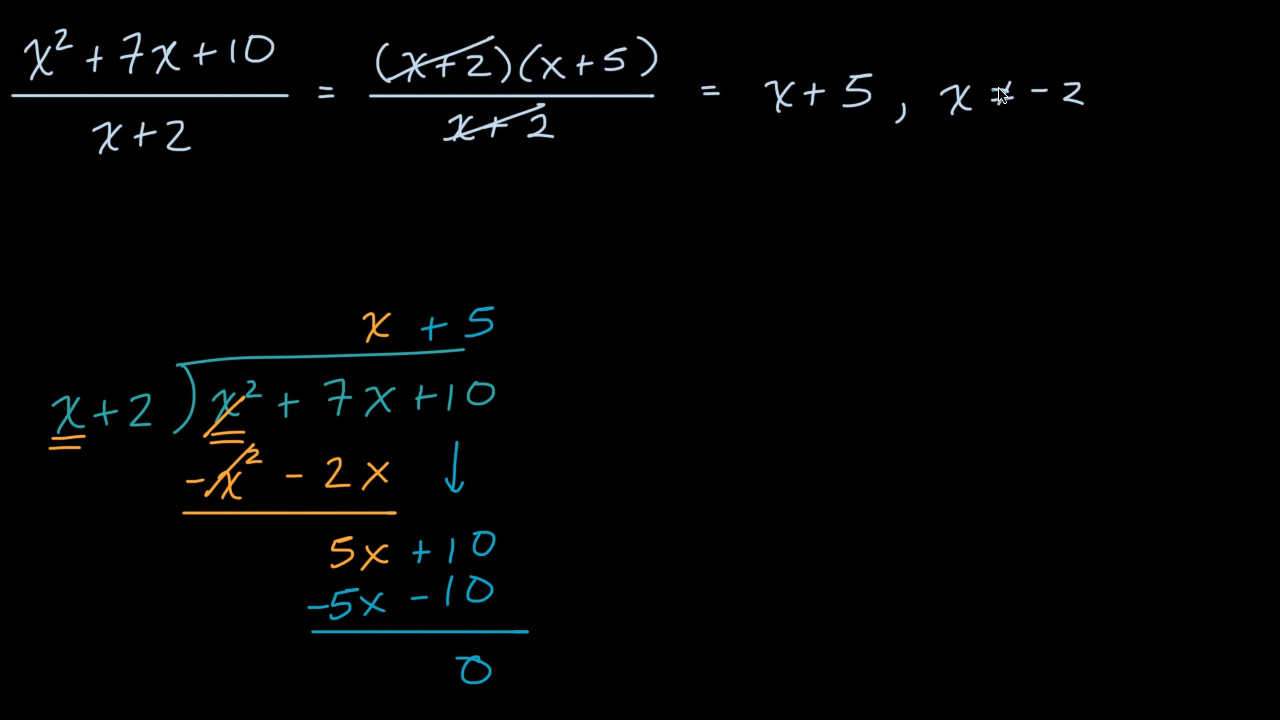 x² + 7x + 10 / x + 2 = (x + 2)(x + 5) / x + 2 = x + 5 , x ≠ - 2
x + 5
x + 2 ) x² + 7x + 10
- x² - 2x
5x + 10
- 5x - 10
0